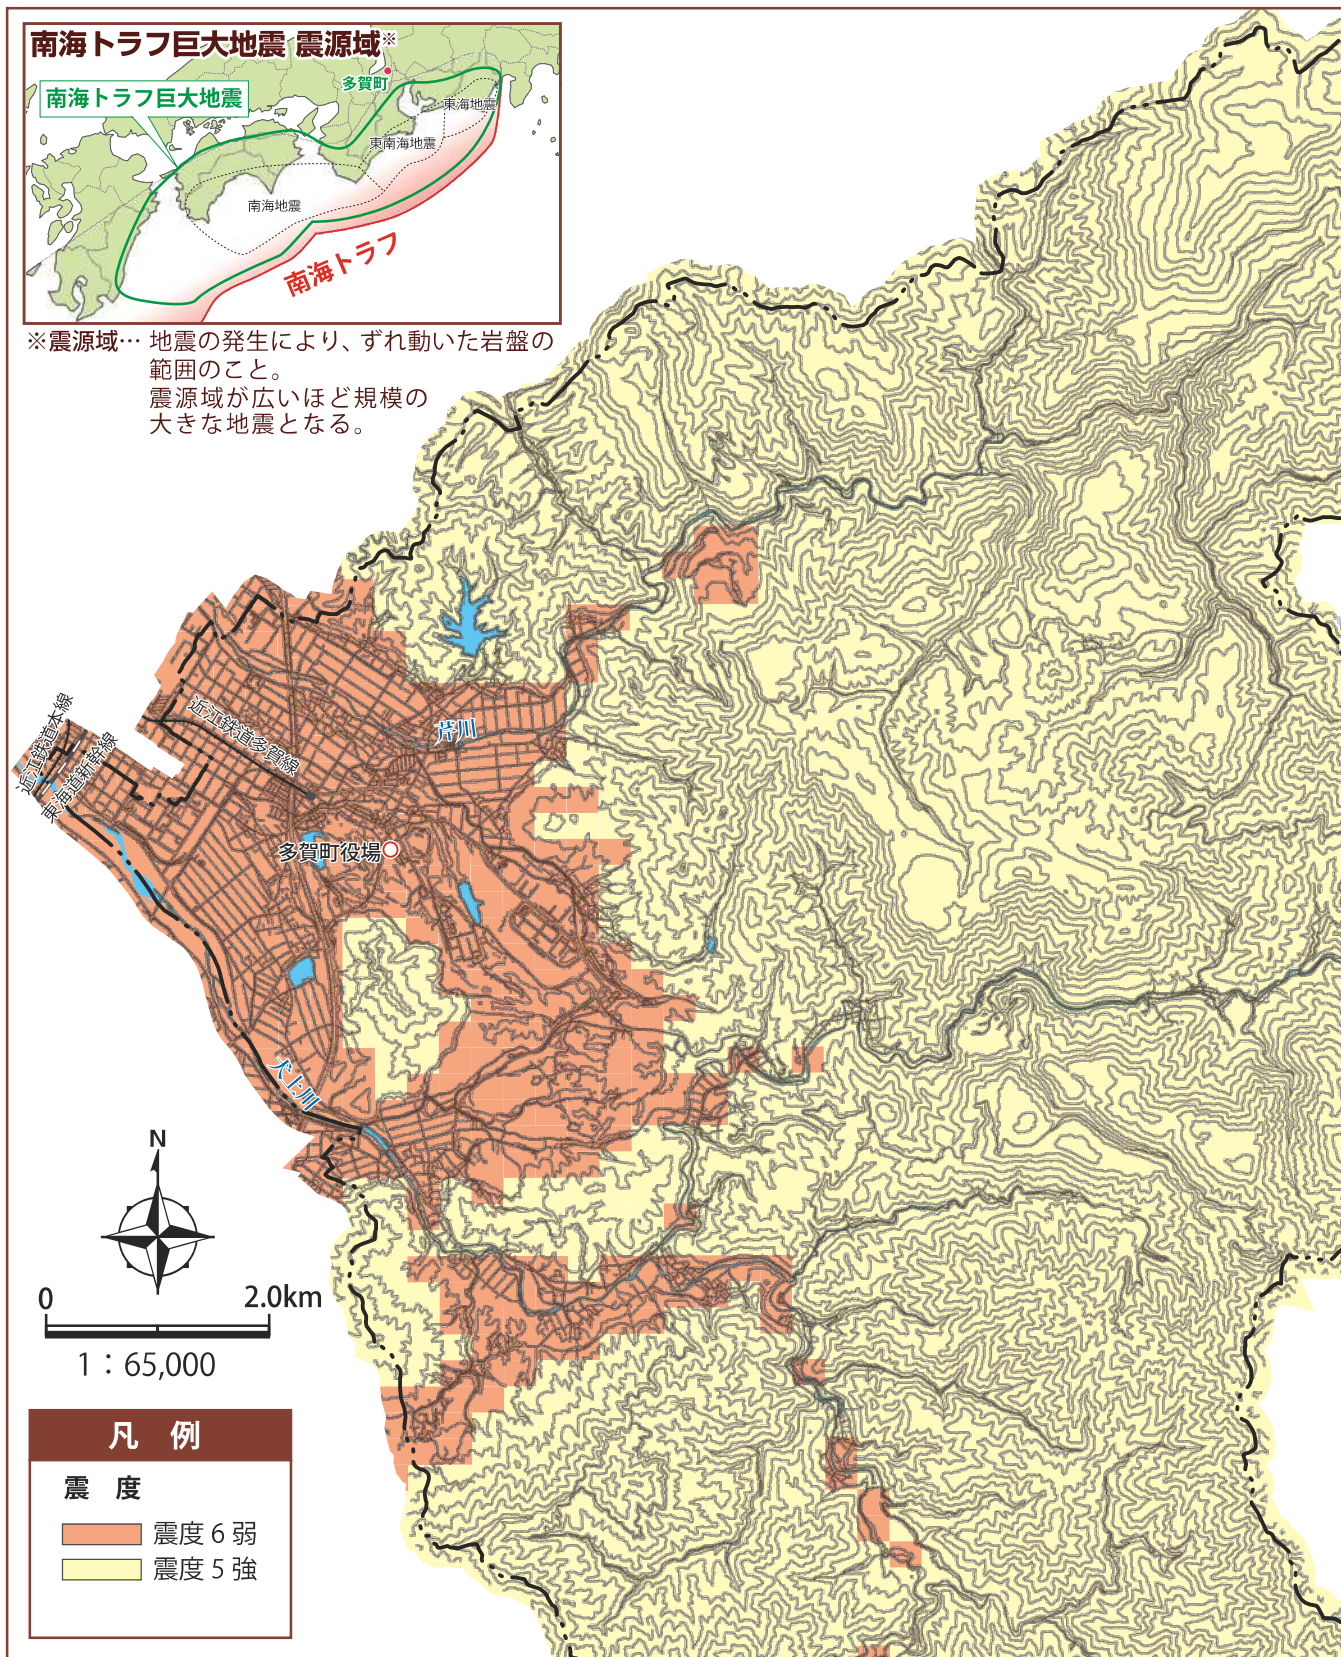 南海トラフ巨大地震 震源域※
多賀町
南海トラフ巨大地震
東海地震
東南海地震
南海地震
南海トラフ
※震源域… 地震の発生により、ずれ動いた岩盤の
範囲のこと。
震源域が広いほど規模の
大きな地震となる。
近江鉄道本線
東海道新幹線
近江鉄道多賀線
芹川
多賀町役場
犬上川
N
0 2.0km
1：65,000
凡 例
震 度
震度6弱
震度5強